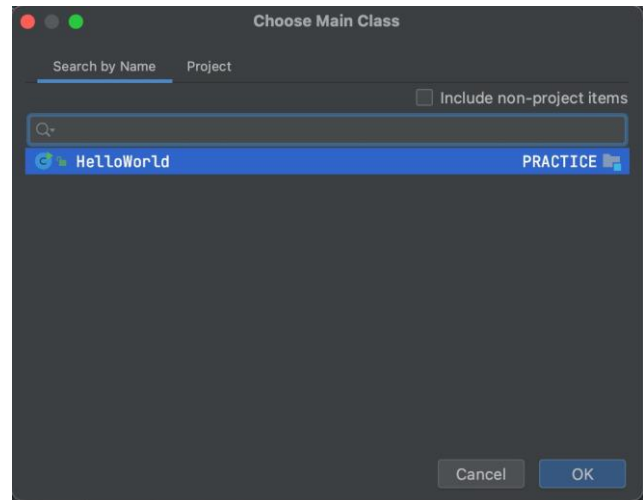 Choose Main Class
Search by Name Project
Include non-project items
HelloWorld PRACTICE
Cancel OK